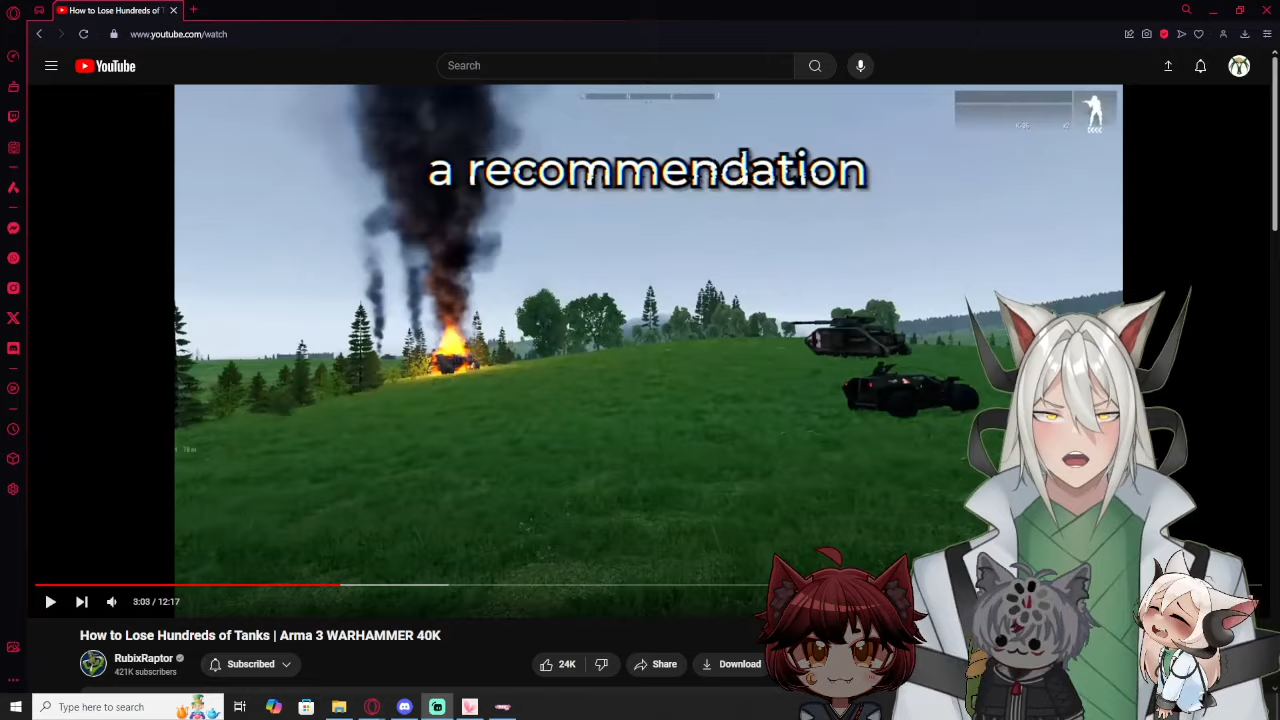 How to Lose Hundreds of T
www.youtube.com/watch
YouTube
Search
a recommendation
3:03 / 12:17
How to Lose Hundreds of Tanks | Arma 3 WARHAMMER 40K
RubixRaptor
421K subscribers
Subscribed
24K
Share
Download
Type here to search